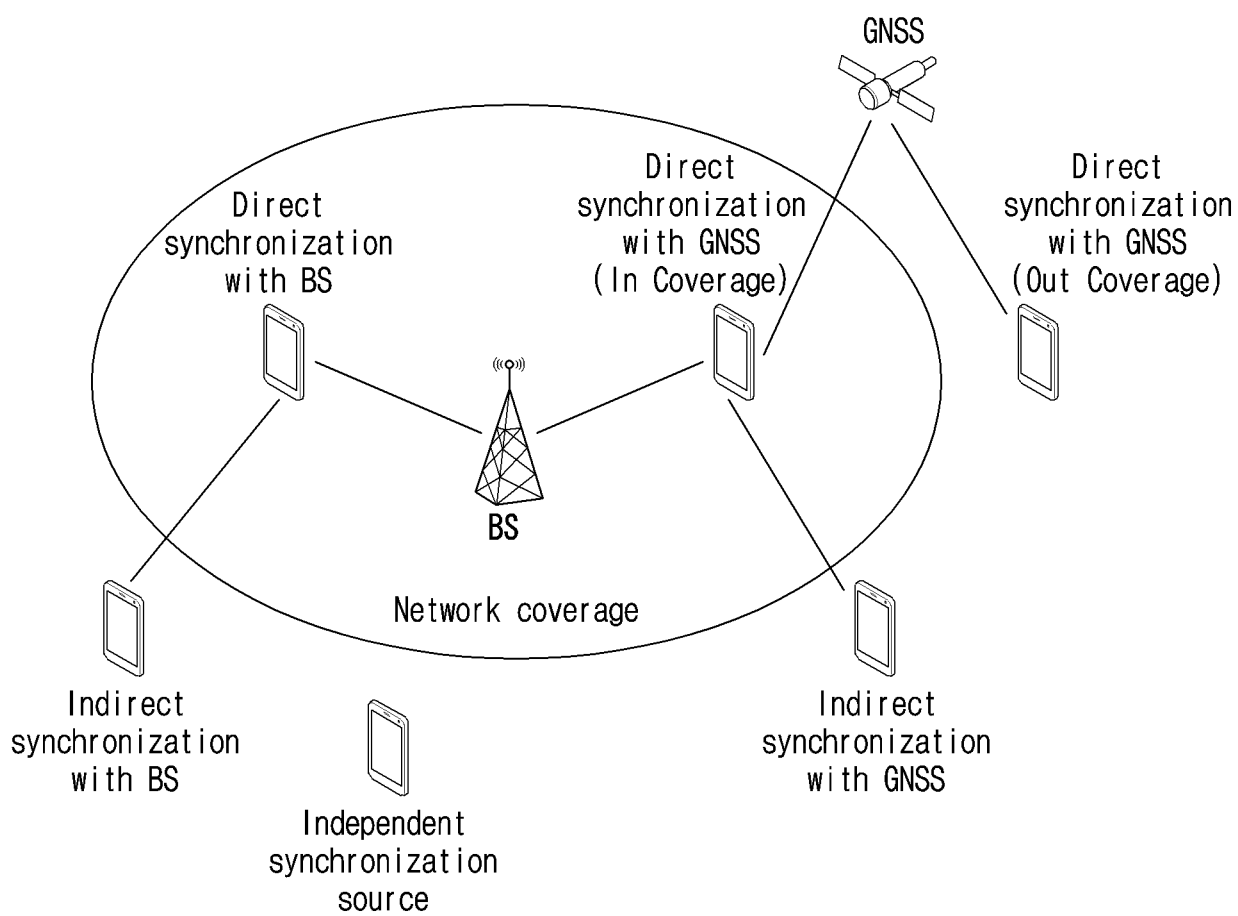 GNSS
Direct
synchronization
with BS
Direct
synchronization
with GNSS
(In Coverage)
Direct
synchronization
with GNSS
(Out Coverage)
BS
Network coverage
Indirect
synchronization
with BS
Independent
synchronization
source
Indirect
synchronization
with GNSS